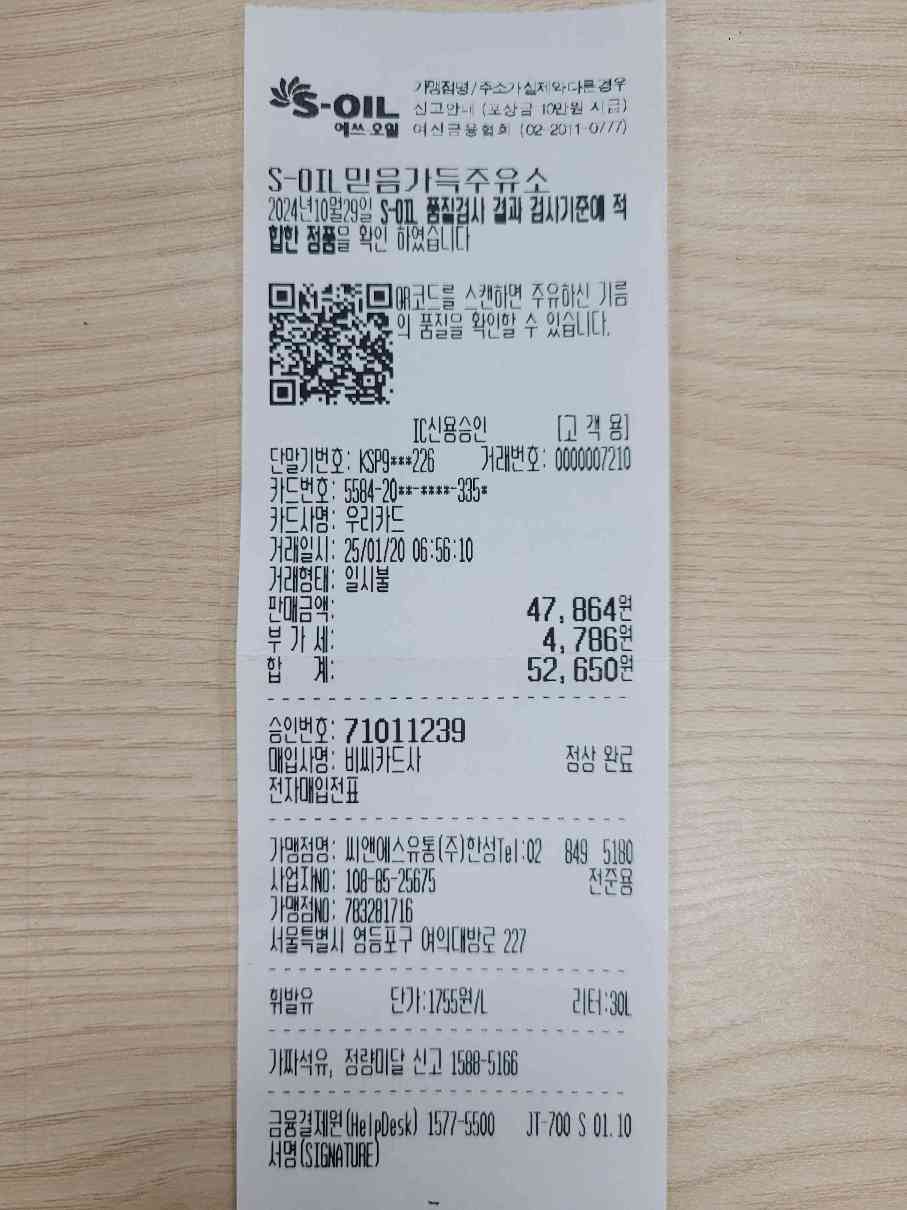 S-OIL
에쓰오일
가맹점명/주소가 실제와 다른 경우
신고안내 (포상금 10만원 지급)
여신금융협회 (02-2011-0777)
S-OIL믿음가득주유소
2024년10월29일 S-OIL 품질검사 결과 검사기준에 적
합한 정품을 확인 하였습니다
QR코드를 스캔하면 주유하신 기름
의 품질을 확인할 수 있습니다.
IC신용승인 [고 객 용]
단말기번호: KSP9***226 거래번호: 0000007210
카드번호: 5584-20**-****-335*
카드사명: 우리카드
거래일시: 25/01/20 06:56:10
거래형태: 일시불
판매금액: 47,864원
부 가 세: 4,786원
합 계: 52,650원
승인번호: 71011239
매입사명: 비씨카드사 정상 완료
전자매입전표
가맹점명: 씨앤에스유통(주)한성Tel:02 849 5180
사업자NO: 108-85-25675 전준용
가맹점NO: 783281716
서울특별시 영등포구 여의대방로 227
휘발유 단가:1755원/L 리터:30L
가짜석유, 정량미달 신고 1588-5166
금융결제원(HelpDesk) 1577-5500 JT-700 S 01.10
서명(SIGNATURE)